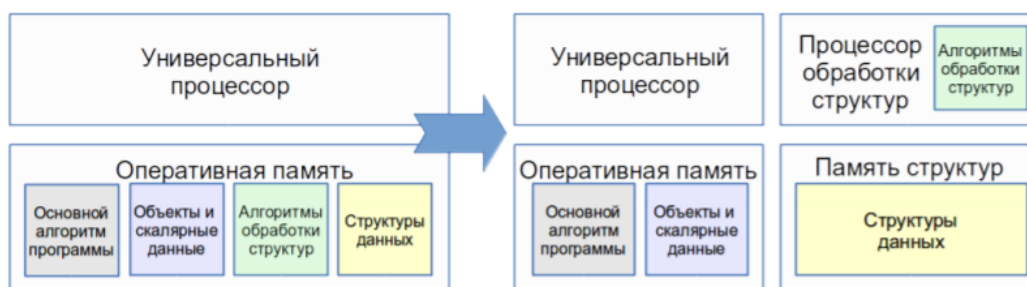 Универсальный
процессор
Оперативная память
Основной
алгоритм
программы
Объекты и
скалярные
данные
Алгоритмы
обработки
структур
Структуры
данных
Универсальный
процессор
Процессор
обработки
структур
Алгоритмы
обработки
структур
Оперативная память
Основной
алгоритм
программы
Объекты и
скалярные
данные
Память структур
Структуры
данных